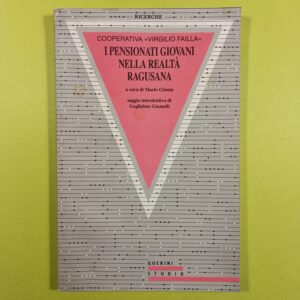 RICERCHE
COOPERATIVA «VIRGILIO FAILLA»
I PENSIONATI GIOVANI
NELLA REALTÀ
RAGUSANA
a cura di Mario Giunta
saggio introduttivo di
Guglielmo Giannelli
GUERINI
STUDIO